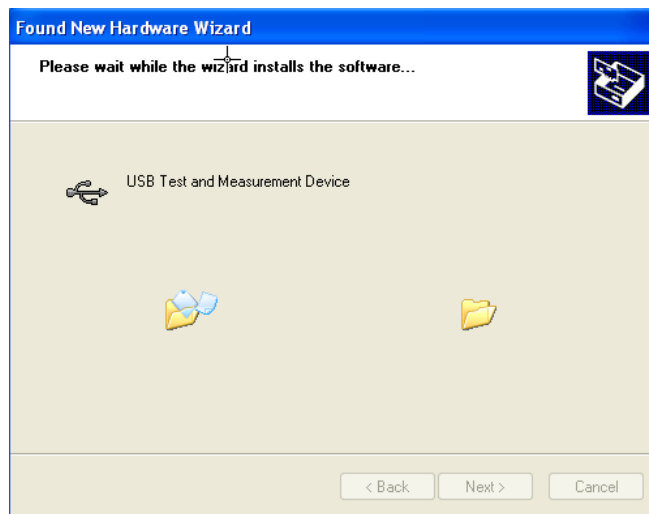 Found New Hardware Wizard
Please wait while the wizard installs the software...
USB Test and Measurement Device
< Back
Next >
Cancel